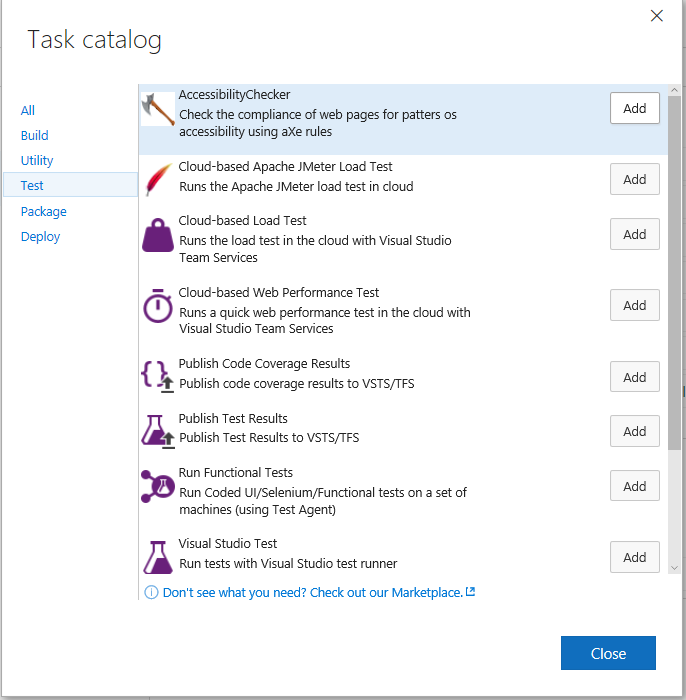 Task catalog
All
Build
Utility
Test
Package
Deploy
AccessibilityChecker
Check the compliance of web pages for patters os
accessibility using aXe rules
Add
Cloud-based Apache JMeter Load Test
Runs the Apache JMeter load test in cloud
Add
Cloud-based Load Test
Runs the load test in the cloud with Visual Studio
Team Services
Add
Cloud-based Web Performance Test
Runs a quick web performance test in the cloud with
Visual Studio Team Services
Add
Publish Code Coverage Results
Publish code coverage results to VSTS/TFS
Add
Publish Test Results
Publish Test Results to VSTS/TFS
Add
Run Functional Tests
Run Coded UI/Selenium/Functional tests on a set of
machines (using Test Agent)
Add
Visual Studio Test
Run tests with Visual Studio test runner
Add
Don't see what you need? Check out our Marketplace.
Close